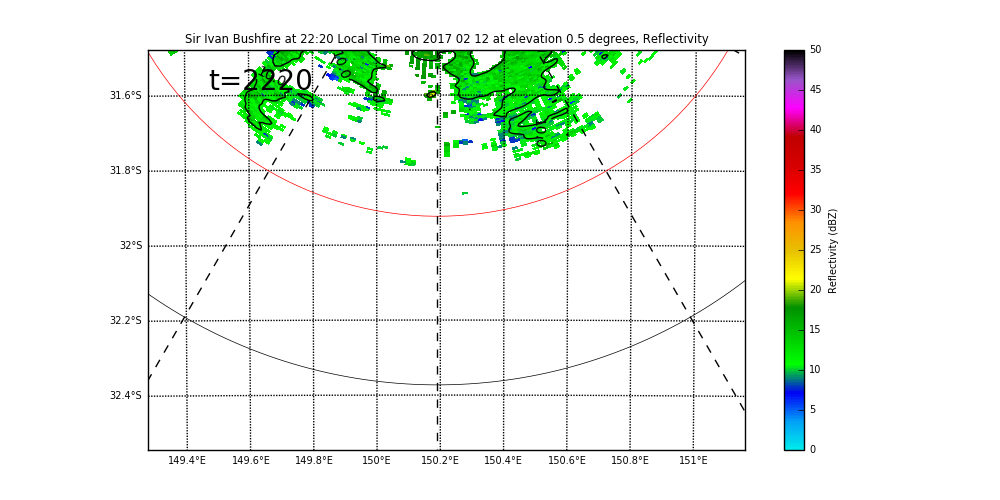 Sir Ivan Bushfire at 22:20 Local Time on 2017 02 12 at elevation 0.5 degrees, Reflectivity
t=2220
31.6°S
31.8°S
32°S
32.2°S
32.4°S
149.4°E 149.6°E 149.8°E 150°E 150.2°E 150.4°E 150.6°E 150.8°E 151°E
50
45
40
35
30
25
20
15
10
5
0
Reflectivity (dBZ)